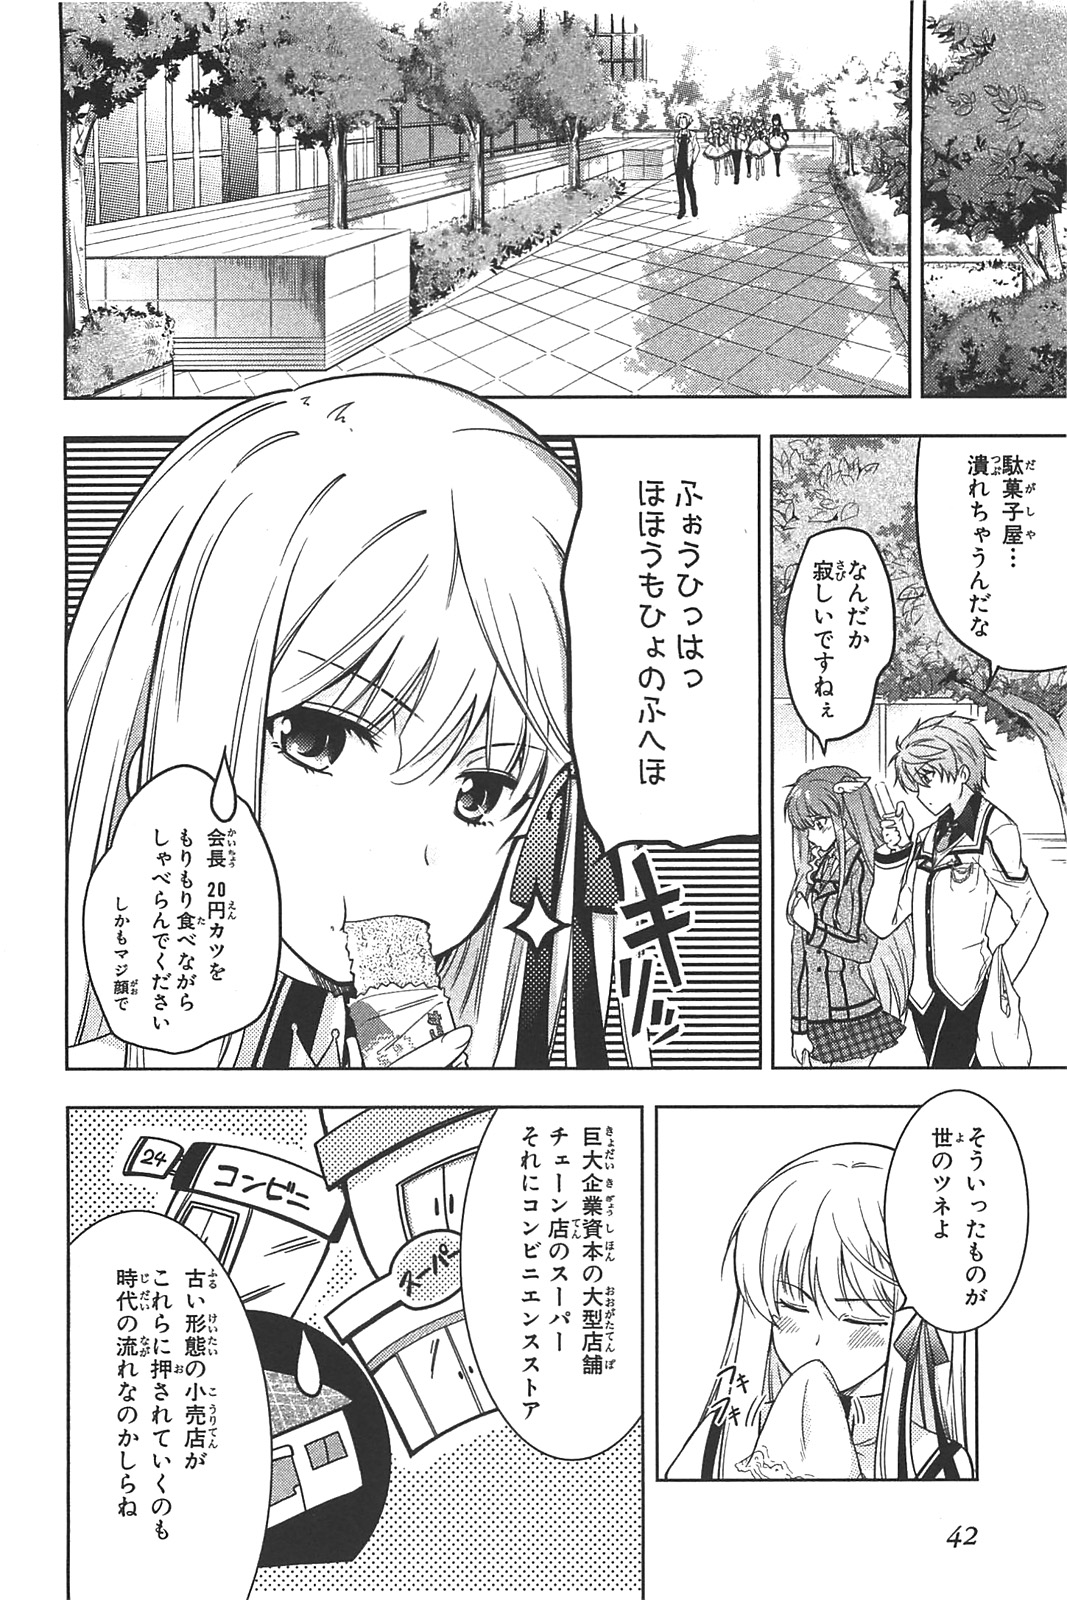 駄菓子屋…
潰れちゃうんだな
なんだか
寂しいですねぇ
ふぉうひっはっ
ほほうもひょのふへほ
キリッ
会長 20円カツを
もりもり食べながら
しゃべらんでください
しかもマジ顔で
そういったものが
世のツネよ
フキ
フキ
巨大企業資本の大型店舗
チェーン店のスーパー
それにコンビニエンスストア
スーパー
コンビニ
24
古い形態の小売店が
これらに押されていくのも
時代の流れなのかしらね
42